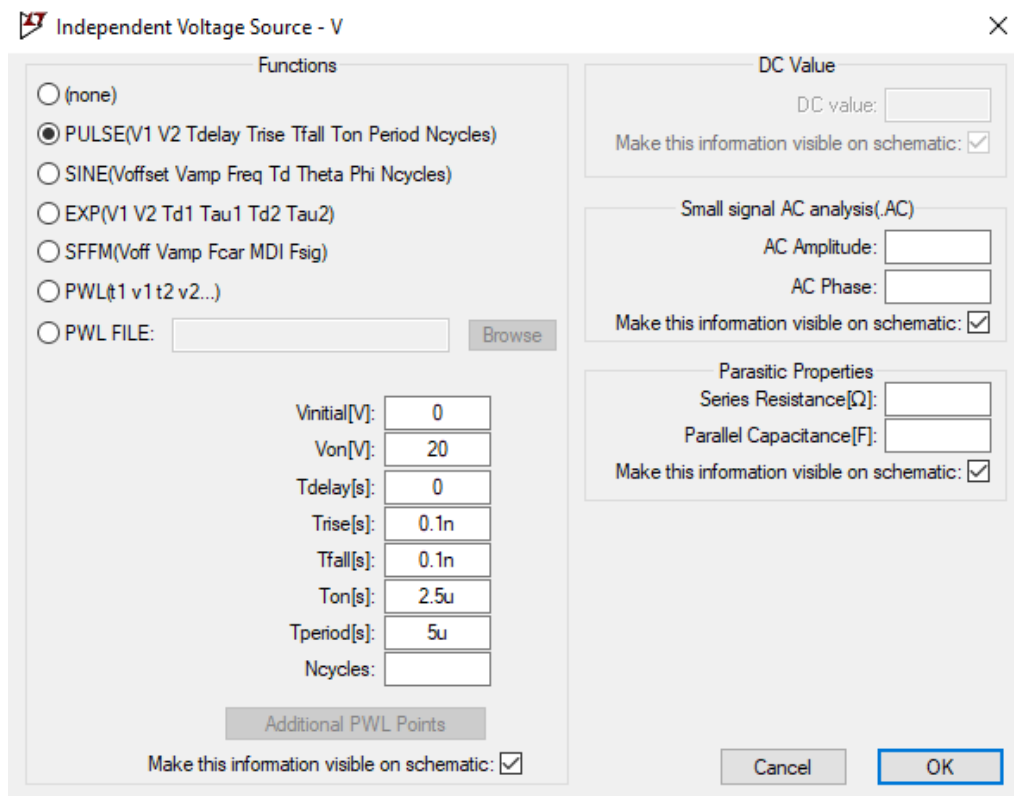 Independent Voltage Source - V
Functions
(none)
PULSE(V1 V2 Tdelay Trise Tfall Ton Period Ncycles)
SINE(Voffset Vamp Freq Td Theta Phi Ncycles)
EXP(V1 V2 Td1 Tau1 Td2 Tau2)
SFFM(Voff Vamp Fcar MDI Fsig)
PWL(t1 v1 t2 v2...)
PWL FILE: Browse
Vinitial[V]: 0
Von[V]: 20
Tdelay[s]: 0
Trise[s]: 0.1n
Tfall[s]: 0.1n
Ton[s]: 2.5u
Tperiod[s]: 5u
Ncycles:
Additional PWL Points
Make this information visible on schematic:
DC Value
DC value:
Make this information visible on schematic:
Small signal AC analysis(.AC)
AC Amplitude:
AC Phase:
Make this information visible on schematic:
Parasitic Properties
Series Resistance[Ω]:
Parallel Capacitance[F]:
Make this information visible on schematic:
Cancel OK